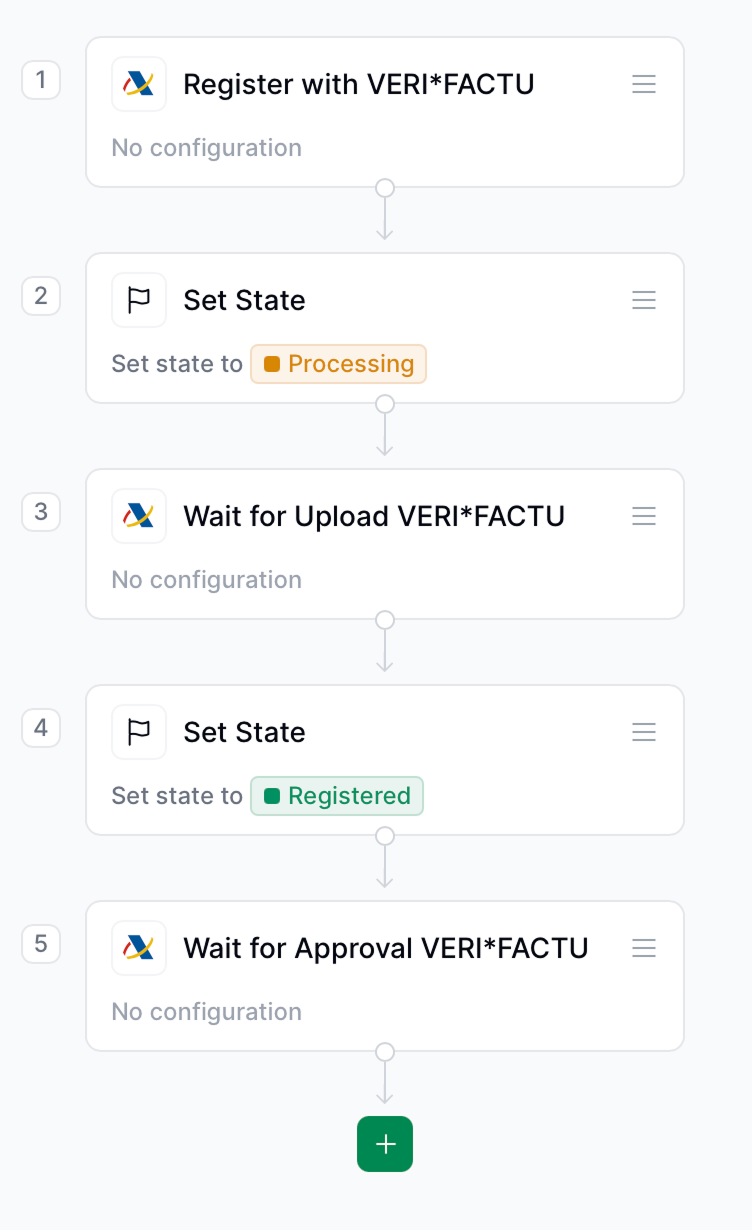 1
Register with VERI*FACTU
No configuration
2
Set State
Set state to Processing
3
Wait for Upload VERI*FACTU
No configuration
4
Set State
Set state to Registered
5
Wait for Approval VERI*FACTU
No configuration